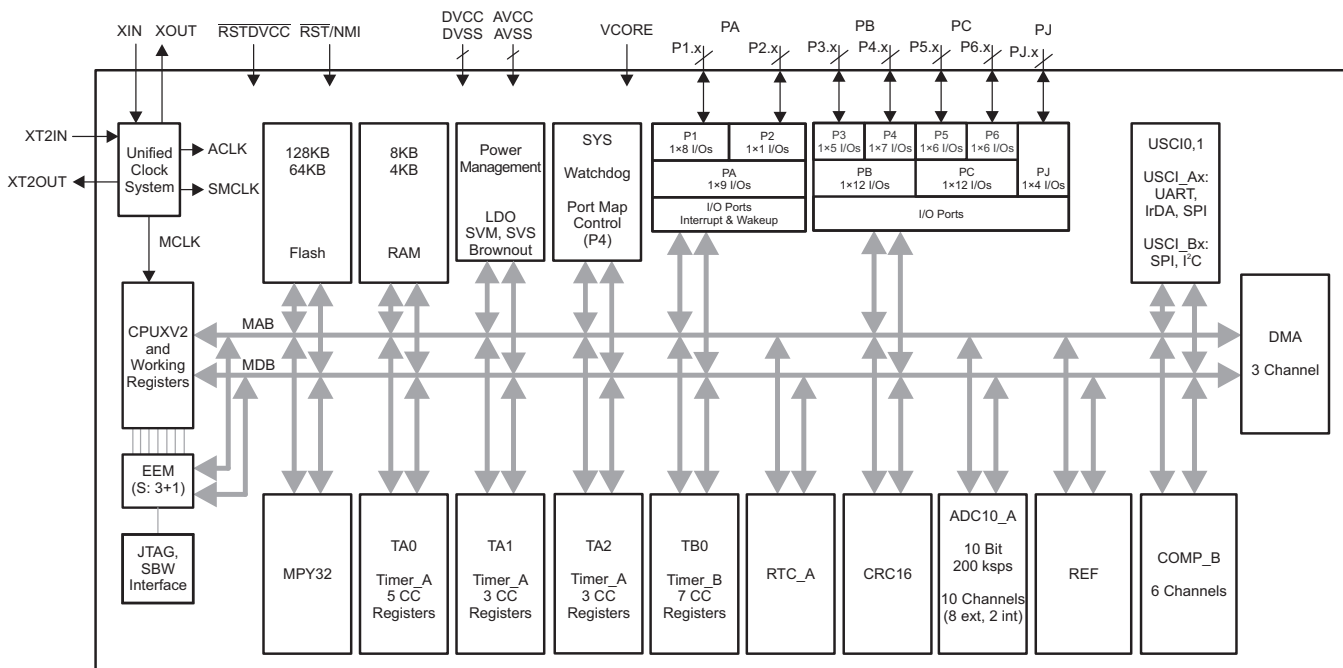 XIN XOUT
RSTDVCC
RST/NMI
DVCC
DVSS
AVCC
AVSS
VCORE
PA
P1.x
P2.x
PB
P3.x
P4.x
PC
P5.x
P6.x
PJ
PJ.x
XT2IN
XT2OUT
Unified
Clock
System
ACLK
SMCLK
MCLK
128KB
64KB
Flash
8KB
4KB
RAM
Power
Management
LDO
SVM, SVS
Brownout
SYS
Watchdog
Port Map
Control
(P4)
P1
1×8 I/Os
P2
1×1 I/Os
PA
1×9 I/Os
I/O Ports
Interrupt & Wakeup
P3
1×5 I/Os
P4
1×7 I/Os
P5
1×6 I/Os
P6
1×6 I/Os
PB
1×12 I/Os
PC
1×12 I/Os
PJ
1×4 I/Os
I/O Ports
USCI0,1
USCI_Ax:
UART,
IrDA, SPI
USCI_Bx:
SPI, I²C
CPUXV2
and
Working
Registers
MAB
MDB
DMA
3 Channel
EEM
(S: 3+1)
JTAG,
SBW
Interface
MPY32
TA0
Timer_A
5 CC
Registers
TA1
Timer_A
3 CC
Registers
TA2
Timer_A
3 CC
Registers
TB0
Timer_B
7 CC
Registers
RTC_A
CRC16
ADC10_A
10 Bit
200 ksps
10 Channels
(8 ext, 2 int)
REF
COMP_B
6 Channels